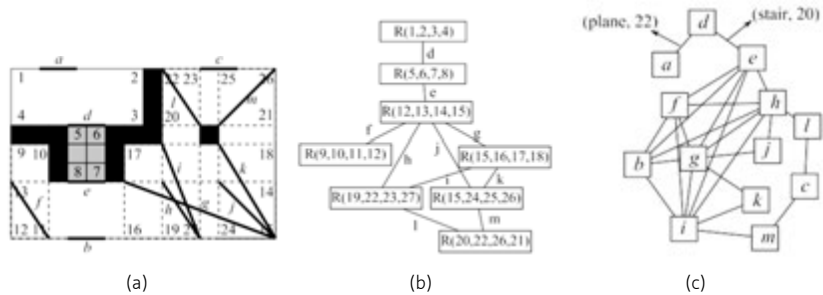 a
c
1
2
22
23
25
26
l
m
4
d
3
20
21
5
6
9
10
17
i
18
8
7
k
e
f
h
g
j
14
b
16
19
24
(a)
R(1,2,3,4)
d
R(5,6,7,8)
e
R(12,13,14,15)
f
g
R(9,10,11,12)
h
j
R(15,16,17,18)
i
k
R(19,22,23,27)
R(15,24,25,26)
l
m
R(20,22,26,21)
(b)
(plane, 22)
d
(stair, 20)
a
e
f
h
l
b
g
j
c
k
i
m
(c)